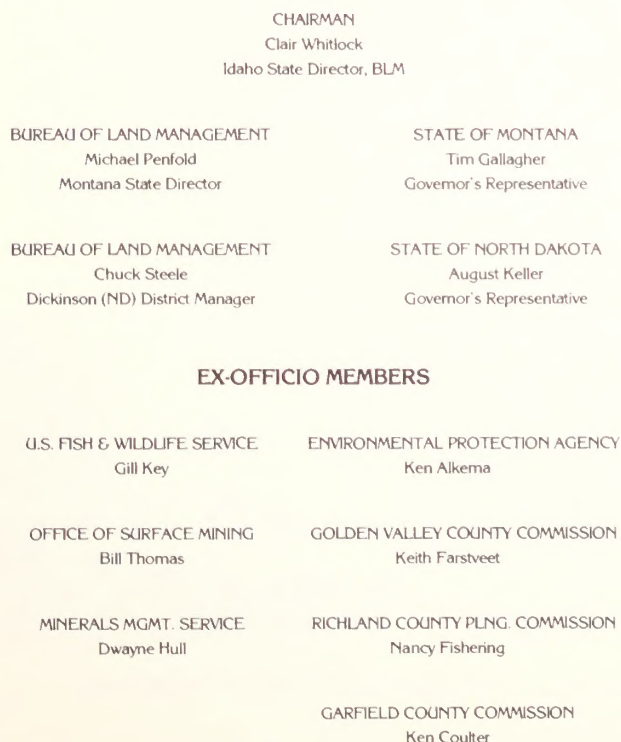 CHAIRMAN
Clair Whitlock
Idaho State Director, BLM
BUREAU OF LAND MANAGEMENT
Michael Penfold
Montana State Director
STATE OF MONTANA
Tim Gallagher
Governor's Representative
BUREAU OF LAND MANAGEMENT
Chuck Steele
Dickinson (ND) District Manager
STATE OF NORTH DAKOTA
August Keller
Governor's Representative
EX-OFFICIO MEMBERS
U.S. FISH & WILDLIFE SERVICE
Gill Key
ENVIRONMENTAL PROTECTION AGENCY
Ken Alkema
OFFICE OF SURFACE MINING
Bill Thomas
GOLDEN VALLEY COUNTY COMMISSION
Keith Farstveet
MINERALS MGMT. SERVICE
Dwayne Hull
RICHLAND COUNTY PLNG. COMMISSION
Nancy Fishering
GARFIELD COUNTY COMMISSION
Ken Coulter